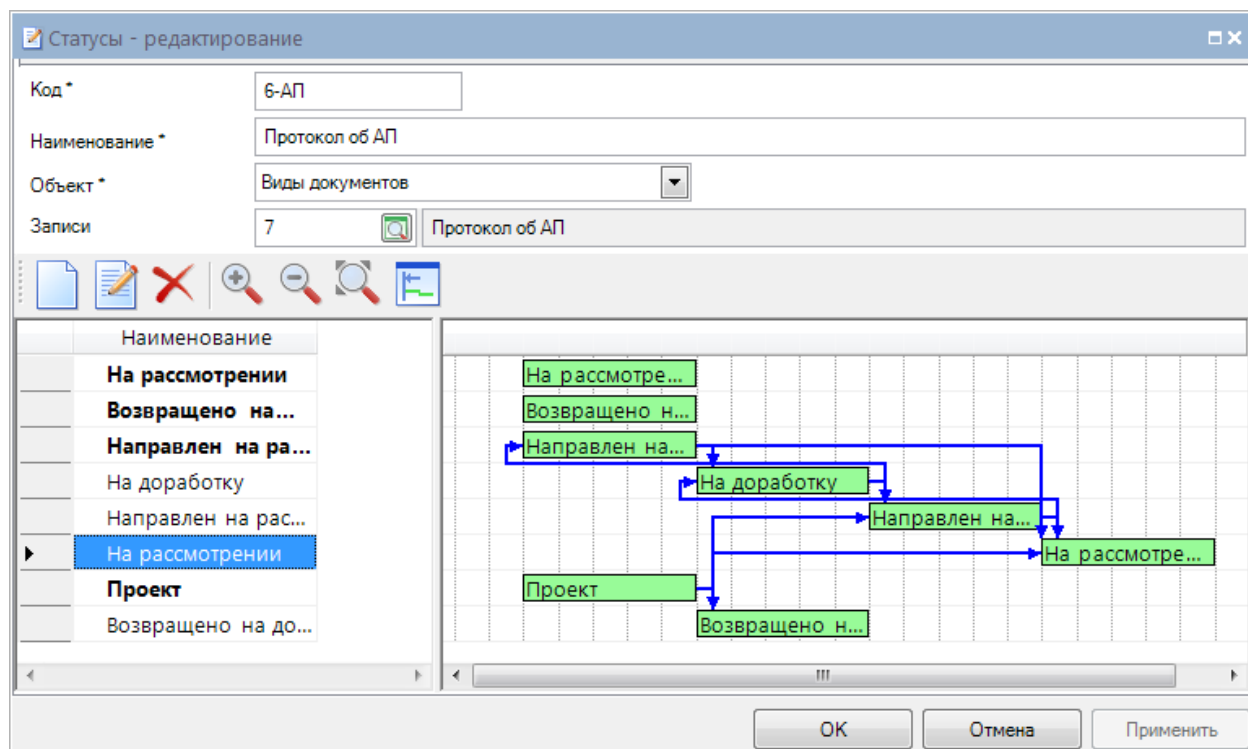 Статусы - редактирование
Код * 6-АП
Наименование * Протокол об АП
Объект * Виды документов
Записи 7 Протокол об АП
Наименование
На рассмотрении На рассмотре...
Возвращено на... Возвращено н...
Направлен на ра... Направлен на...
На доработку На доработку
Направлен на рас... Направлен на...
На рассмотрении На рассмотре...
Проект Проект
Возвращено на до... Возвращено н...
OK Отмена Применить